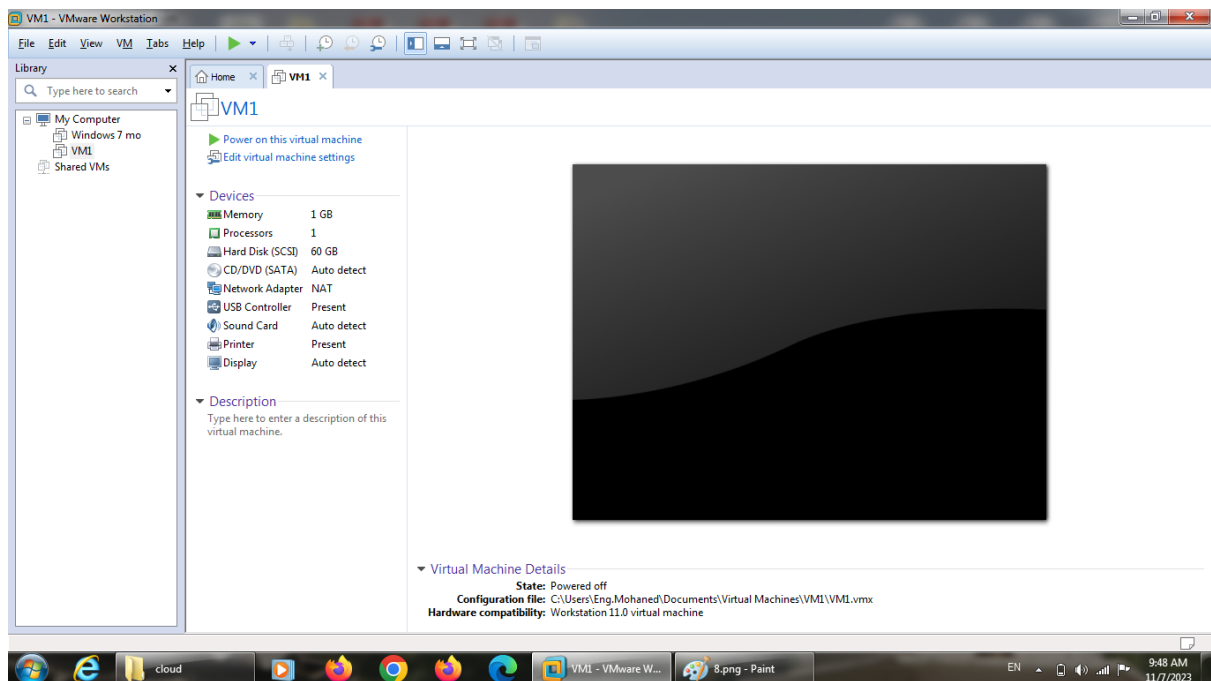 VM1 - VMware Workstation
File Edit View VM Tabs Help
Library
Type here to search
My Computer
Windows 7 mo
VM1
Shared VMs
Home
VM1
VM1
Power on this virtual machine
Edit virtual machine settings
Devices
Memory 1 GB
Processors 1
Hard Disk (SCSI) 60 GB
CD/DVD (SATA) Auto detect
Network Adapter NAT
USB Controller Present
Sound Card Auto detect
Printer Present
Display Auto detect
Description
Type here to enter a description of this
virtual machine.
Virtual Machine Details
State: Powered off
Configuration file: C:\Users\Eng.Mohaned\Documents\Virtual Machines\VM1\VM1.vmx
Hardware compatibility: Workstation 11.0 virtual machine
cloud
VM1 - VMware W...
8.png - Paint
EN
9:48 AM
11/7/2023